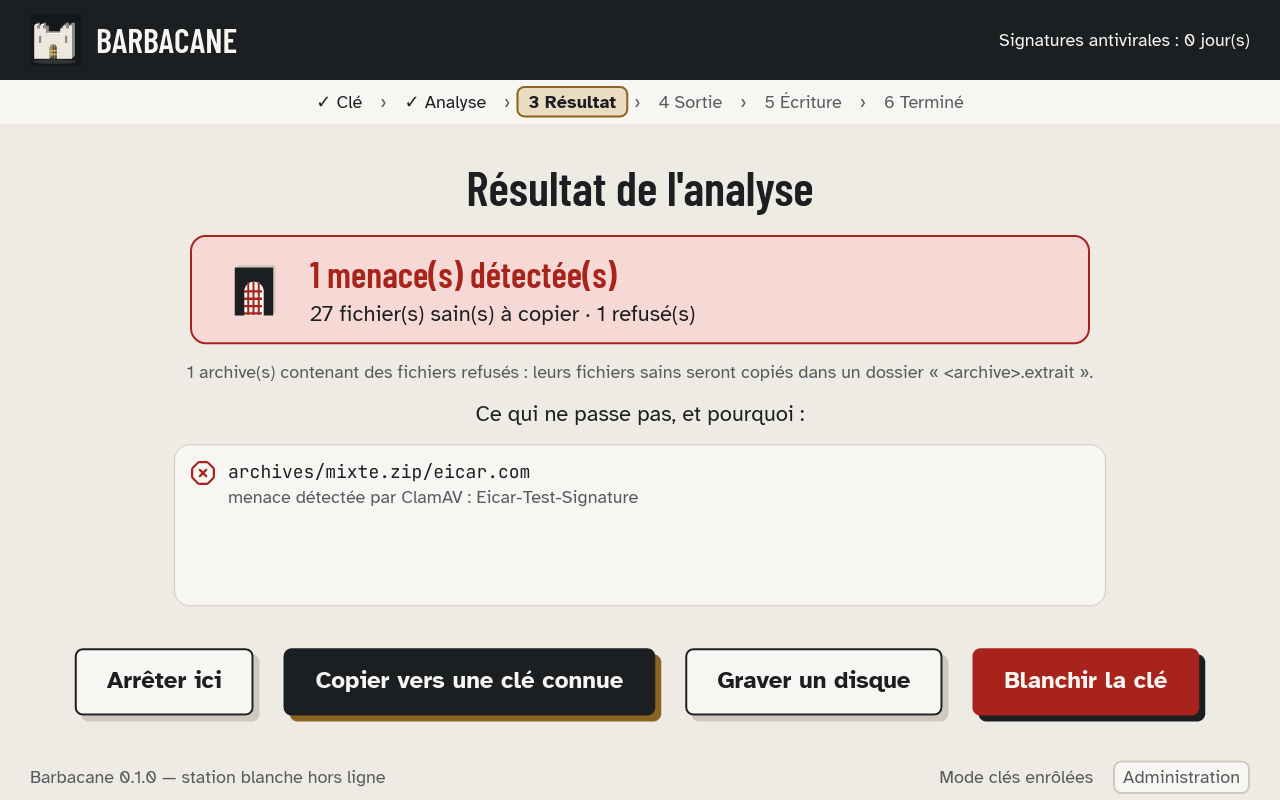 BARBACANE
Signatures antivirales : 0 jour(s)
✓ Clé › ✓ Analyse › 3 Résultat › 4 Sortie › 5 Écriture › 6 Terminé
Résultat de l'analyse
1 menace(s) détectée(s)
27 fichier(s) sain(s) à copier · 1 refusé(s)
1 archive(s) contenant des fichiers refusés : leurs fichiers sains seront copiés dans un dossier « <archive>.extrait ».
Ce qui ne passe pas, et pourquoi :
archives/mixte.zip/eicar.com
menace détectée par ClamAV : Eicar-Test-Signature
Arrêter ici
Copier vers une clé connue
Graver un disque
Blanchir la clé
Barbacane 0.1.0 — station blanche hors ligne
Mode clés enrôlées
Administration